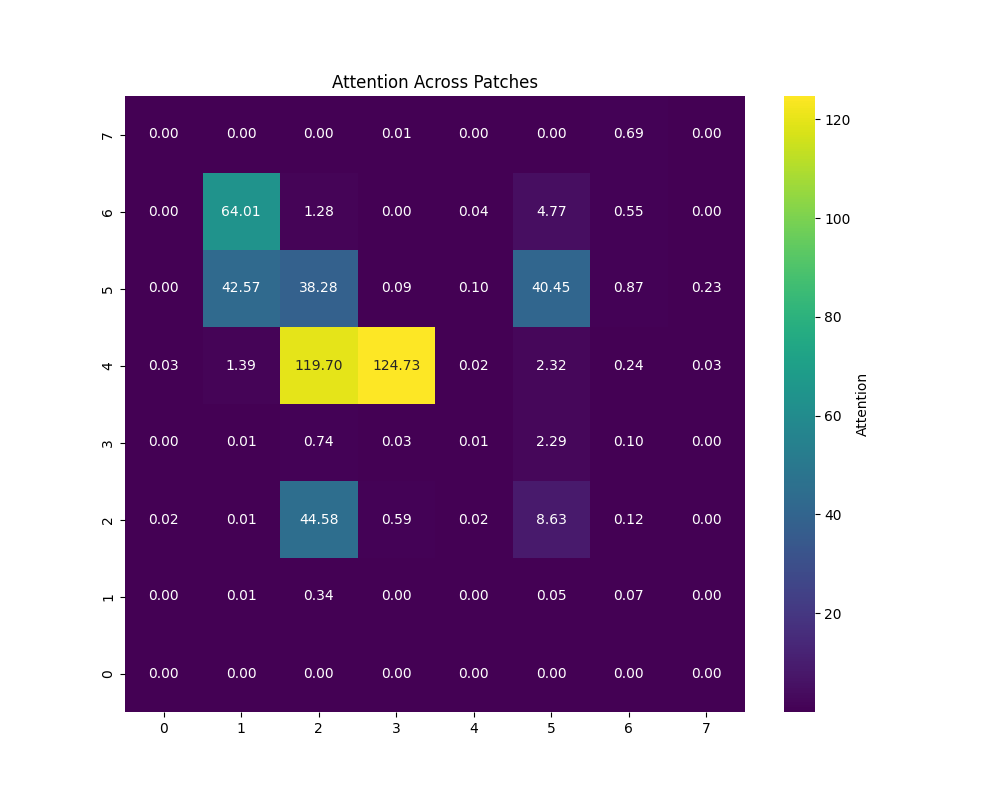 Attention Across Patches
7 0.00 0.00 0.00 0.01 0.00 0.00 0.69 0.00
6 0.00 64.01 1.28 0.00 0.04 4.77 0.55 0.00
5 0.00 42.57 38.28 0.09 0.10 40.45 0.87 0.23
4 0.03 1.39 119.70 124.73 0.02 2.32 0.24 0.03
3 0.00 0.01 0.74 0.03 0.01 2.29 0.10 0.00
2 0.02 0.01 44.58 0.59 0.02 8.63 0.12 0.00
1 0.00 0.01 0.34 0.00 0.00 0.05 0.07 0.00
0 0.00 0.00 0.00 0.00 0.00 0.00 0.00 0.00
0 1 2 3 4 5 6 7
120
100
80
60
40
20
Attention